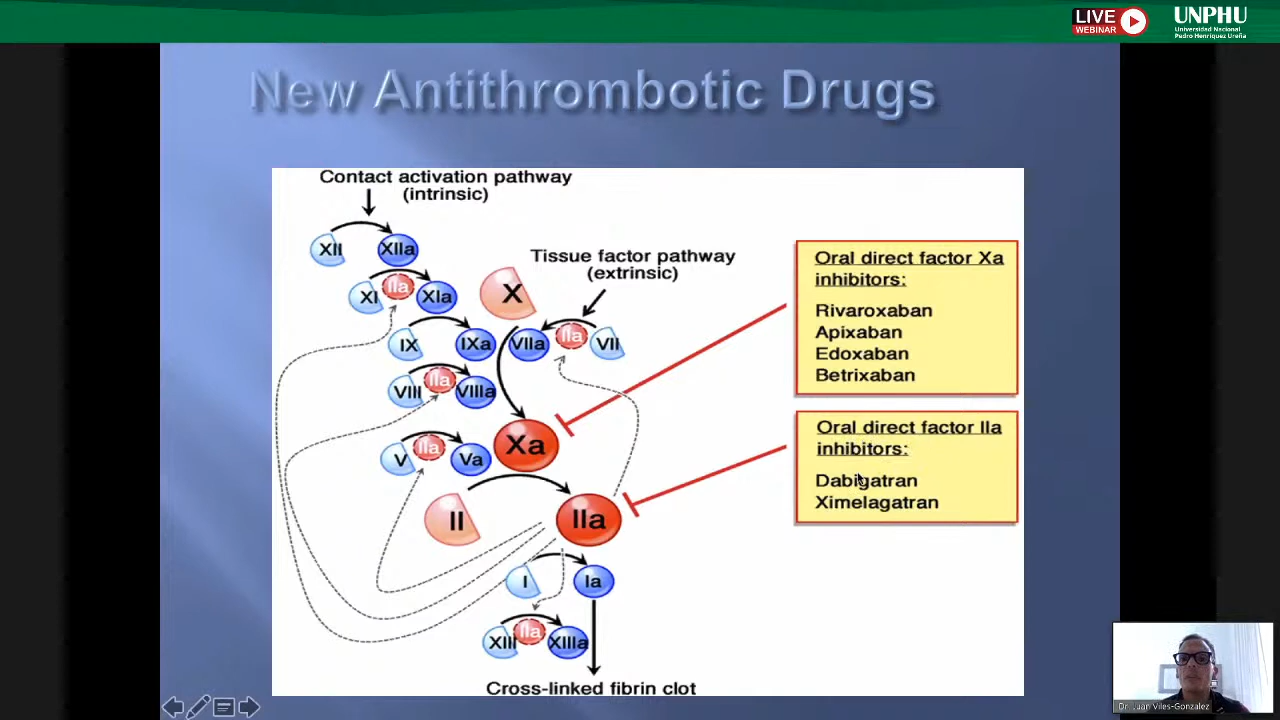 LIVE
WEBINAR
UNPHU
Universidad Nacional
Pedro Henríquez Ureña
New Antithrombotic Drugs
Contact activation pathway
(intrinsic)
XII
XIIa
Tissue factor pathway
(extrinsic)
XI
IIa
XIa
X
IX
IXa
VIIa
IIa
VII
VIII
IIa
VIIIa
V
IIa
Va
Xa
II
IIa
I
Ia
XIII
IIa
XIIIa
Cross-linked fibrin clot
Oral direct factor Xa
inhibitors:
Rivaroxaban
Apixaban
Edoxaban
Betrixaban
Oral direct factor IIa
inhibitors:
Dabigatran
Ximelagatran
Dr. Juan Viles-Gonzalez